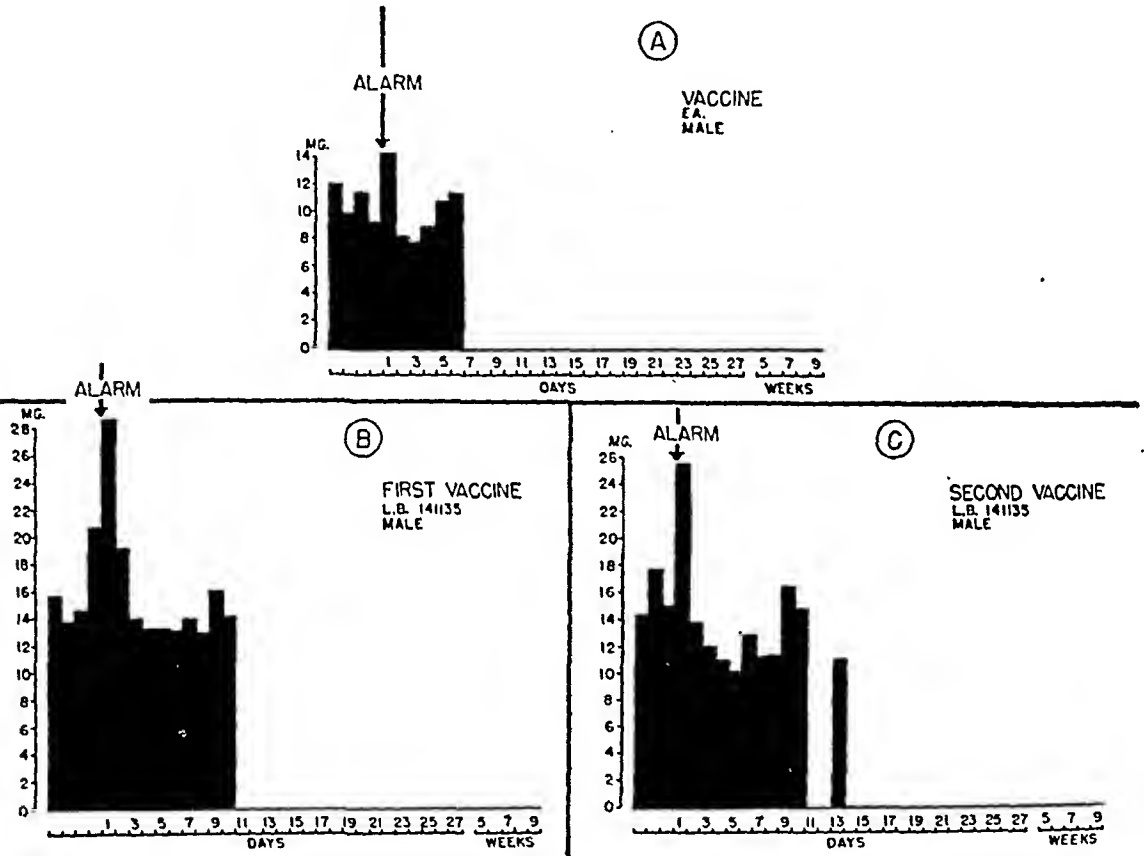 A
ALARM
VACCINE
E.A.
MALE
MG.
14
12
10
8
6
4
2
0
1 3 5 7 9 11 13 15 17 19 21 23 25 27 5 7 9
DAYS WEEKS
ALARM
MG.
28
26
24
22
20
18
16
14
12
10
8
6
4
2
0
B
FIRST VACCINE
L.B. 141135
MALE
1 3 5 7 9 11 13 15 17 19 21 23 25 27 5 7 9
DAYS WEEKS
ALARM
MG.
26
24
22
20
18
16
14
12
10
8
6
4
2
0
C
SECOND VACCINE
L.B. 141135
MALE
1 3 5 7 9 11 13 15 17 19 21 23 25 27 5 7 9
DAYS WEEKS